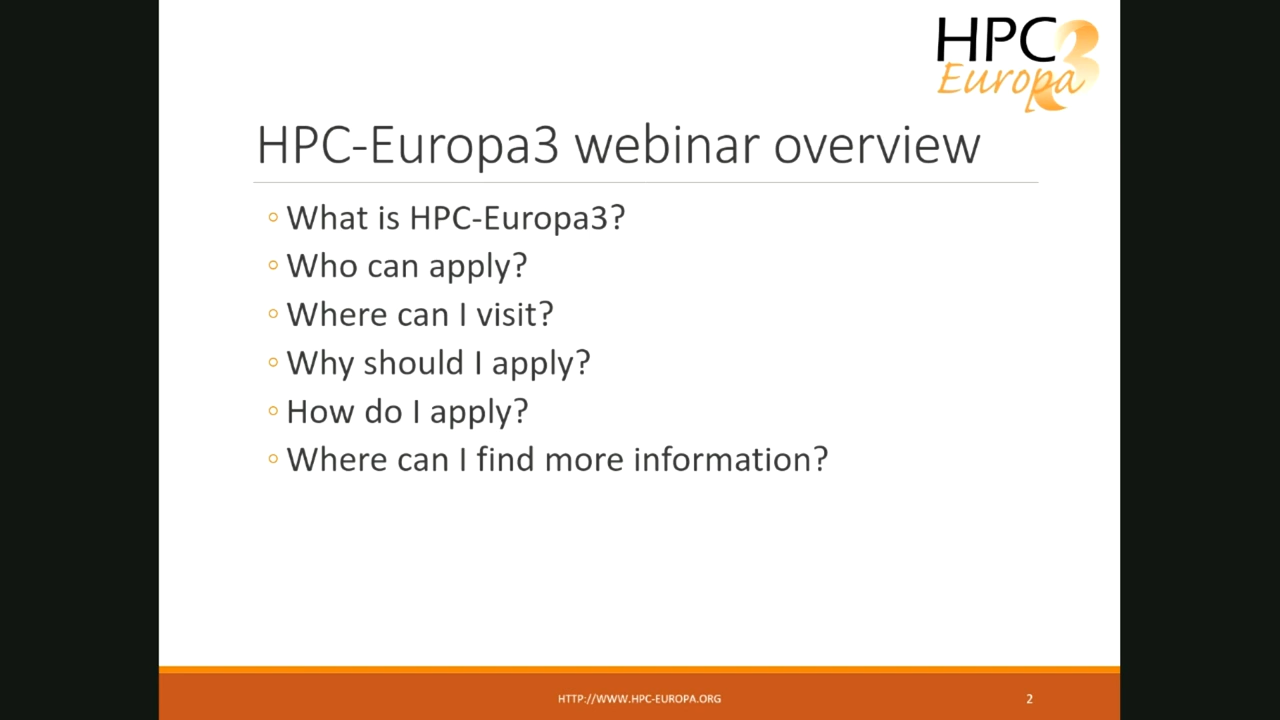 HPC 3
Europa
HPC-Europa3 webinar overview
What is HPC-Europa3?
Who can apply?
Where can I visit?
Why should I apply?
How do I apply?
Where can I find more information?
HTTP://WWW.HPC-EUROPA.ORG
2